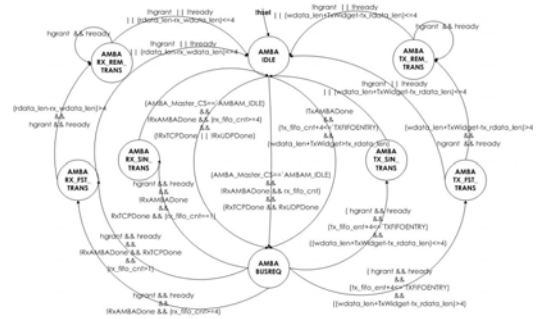 !hsel
!hgrant || !hready
|| (rdata_len-rx_wdata_len)<=4
!hgrant || !hready
|| (wdata_len+TxWidget-tx_rdata_len)<=4
hgrant && hready
hgrant && hready
!hgrant || !hready
|| (rdata_len-rx_wdata_len)<=4
AMBA
RX_REM_
TRANS
AMBA
IDLE
AMBA
TX_REM_
TRANS
!hgrant || !hready
|| (wdata_len+TxWidget-tx_rdata_len)<=4
(rdata_len-rx_wdata_len)>4
&&
hgrant && hready
(AMBA_Master_CS==`AMBAM_IDLE)
&&
!RxAMBADone && (rx_fifo_cnt>=4)
&&
(!RxTCPDone || !RxUDPDone)
!TxAMBADone
&&
(tx_fifo_cnt+4<=`TXFIFOENTRY)
&&
(wdata_len+TxWidget>tx_rdata_len)
(wdata_len+TxWidget-tx_rdata_len)>4
&&
hgrant && hready
AMBA
RX_FST_
TRANS
AMBA
RX_SIN_
TRANS
AMBA
TX_SIN_
TRANS
AMBA
TX_FST_
TRANS
(AMBA_Master_CS==`AMBAM_IDLE)
&&
!RxAMBADone && rx_fifo_cnt)
&&
(RxTCPDone && RxUDPDone)
hgrant && hready
&&
!RxAMBADone
&&
RxTCPDone && (rx_fifo_cnt==1)
( hgrant && hready
&&
(tx_fifo_cnt+4<=`TXFIFOENTRY)
&&
((wdata_len+TxWidget-tx_rdata_len)<=4)
hgrant && hready
&&
!RxAMBADone && RxTCPDone
&&
(rx_fifo_cnt>1)
AMBA
BUSREQ
( hgrant && hready
&&
(tx_fifo_cnt+4<=`TXFIFOENTRY)
&&
((wdata_len+TxWidget-tx_rdata_len)>4)
hgrant && hready
&&
!RxAMBADone && (rx_fifo_cnt>=4)